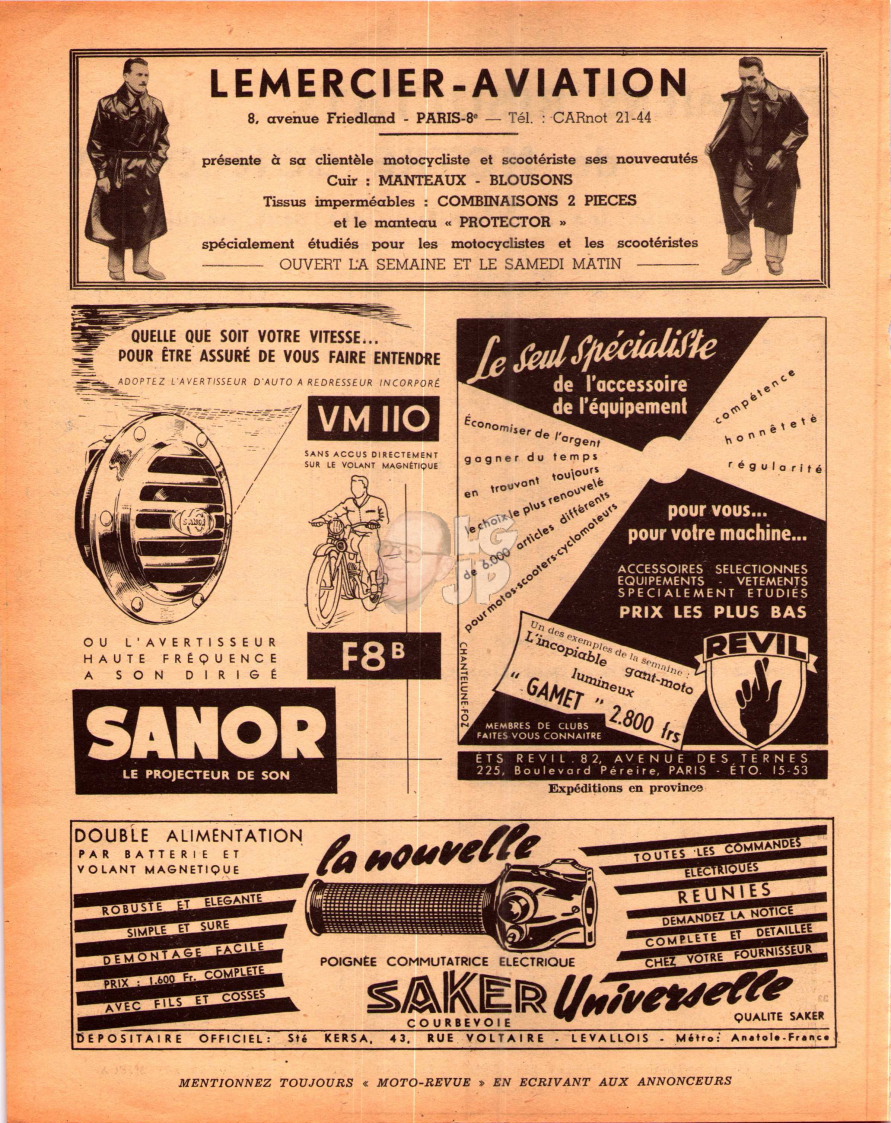 LEMERCIER-AVIATION
8, avenue Friedland - PARIS-8e — Tél. : CARnot 21-44
présente à sa clientèle motocycliste et scootériste ses nouveautés
Cuir : MANTEAUX - BLOUSONS
Tissus imperméables : COMBINAISONS 2 PIECES
et le manteau « PROTECTOR »
spécialement étudiés pour les motocyclistes et les scootéristes
OUVERT LA SEMAINE ET LE SAMEDI MATIN
QUELLE QUE SOIT VOTRE VITESSE...
POUR ÊTRE ASSURÉ DE VOUS FAIRE ENTENDRE
ADOPTEZ L'AVERTISSEUR D'AUTO A REDRESSEUR INCORPORÉ
VM 110
SANS ACCUS DIRECTEMENT
SUR LE VOLANT MAGNÉTIQUE
SANOR
OU L'AVERTISSEUR
HAUTE FRÉQUENCE
A SON DIRIGÉ
F8 B
SANOR
LE PROJECTEUR DE SON
Le seul Spécialiste
de l'accessoire
de l'équipement
compétence
honnêteté
régularité
Économiser de l'argent
gagner du temps
en trouvant toujours
le choix le plus renouvelé
de 6.000 articles différents
pour motos-scooters-cyclomoteurs
pour vous...
pour votre machine...
ACCESSOIRES SELECTIONNES
EQUIPEMENTS - VETEMENTS
SPECIALEMENT ETUDIÉS
PRIX LES PLUS BAS
REVIL
Un des exemples de la semaine :
L'incopiable gant-moto
lumineux
" GAMET " 2.800 frs
CHANTELUNE-FOZ
MEMBRES DE CLUBS
FAITES-VOUS CONNAITRE
ÉTS REVIL. 82, AVENUE DES TERNES
225, Boulevard Péreire, PARIS - ÉTO. 15-53
Expéditions en province
LG
JP
DOUBLE ALIMENTATION
PAR BATTERIE ET
VOLANT MAGNETIQUE
ROBUSTE ET ELEGANTE
SIMPLE ET SURE
DEMONTAGE FACILE
PRIX : 1.600 Fr. COMPLETE
AVEC FILS ET COSSES
la nouvelle
POIGNÉE COMMUTATRICE ELECTRIQUE
SAKER Universelle
COURBEVOIE
TOUTES LES COMMANDES
ELECTRIQUES
REUNIES
DEMANDEZ LA NOTICE
COMPLETE ET DETAILLEE
CHEZ VOTRE FOURNISSEUR
QUALITE SAKER
DEPOSITAIRE OFFICIEL: Sté KERSA, 43, RUE VOLTAIRE - LEVALLOIS - Métro: Anatole-France
MENTIONNEZ TOUJOURS « MOTO-REVUE » EN ECRIVANT AUX ANNONCEURS